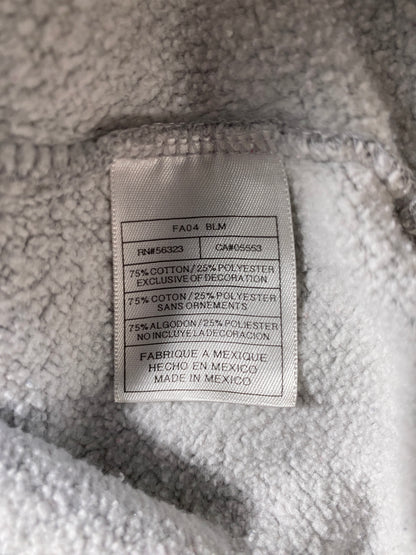 FA04 BLM
RN#56323 CA#05553
75% COTTON/25% POLYESTER
EXCLUSIVE OF DECORATION
75% COTON/25% POLYESTER
SANS ORNEMENTS
75% ALGODON/25% POLIESTER
NO INCLUYE LA DECORACION
FABRIQUE A MEXIQUE
HECHO EN MEXICO
MADE IN MEXICO